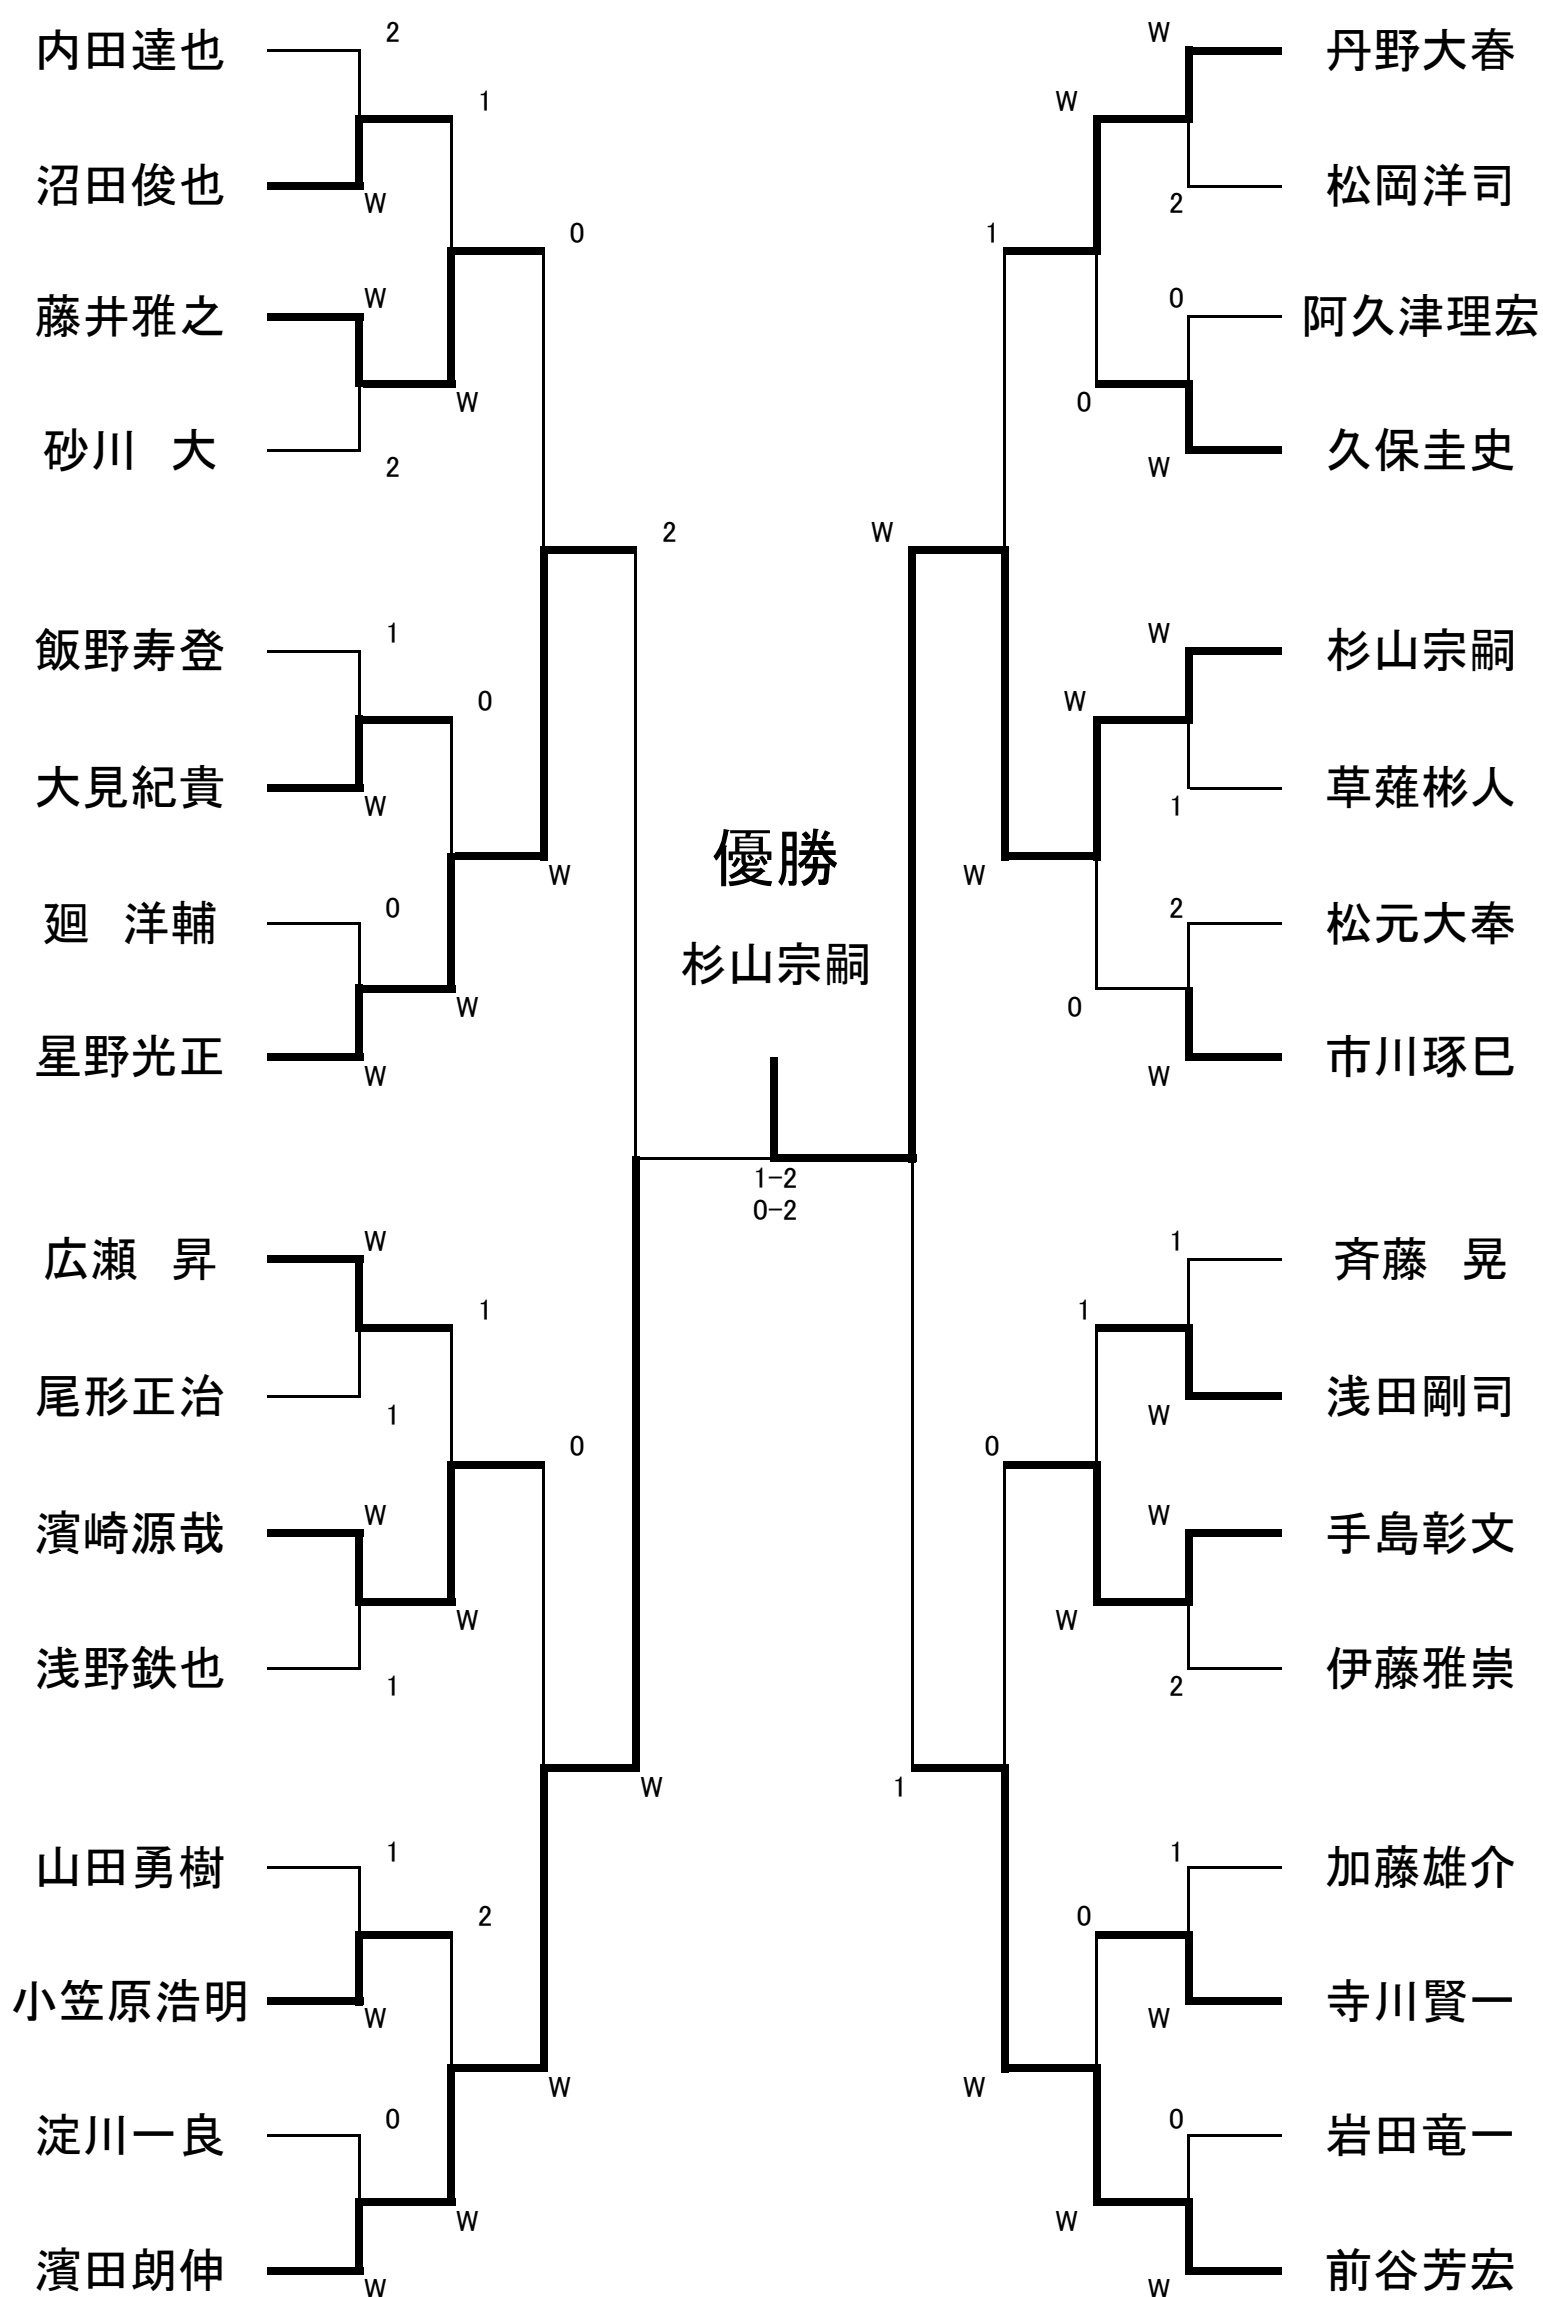 内田達也 2 W 丹野大春
1 W
沼田俊也 W 2 松岡洋司
0 1
藤井雅之 W 0 阿久津理宏
W 0
砂川 大 2 W 久保圭史
2 W
飯野寿登 1 W 杉山宗嗣
0 W
大見紀貴 W 1 草薙彬人
優勝
W W
廻 洋輔 0 2 松元大奉
杉山宗嗣
W 0
星野光正 W W 市川琢巳
1-2
0-2
広瀬 昇 W 1 斉藤 晃
1 1
尾形正治 1 W 浅田剛司
0 0
濱崎源哉 W W 手島彰文
W W
浅野鉄也 1 2 伊藤雅崇
W 1
山田勇樹 1 1 加藤雄介
2 0
小笠原浩明 W W 寺川賢一
W W
淀川一良 0 0 岩田竜一
W W
濱田朗伸 W W 前谷芳宏